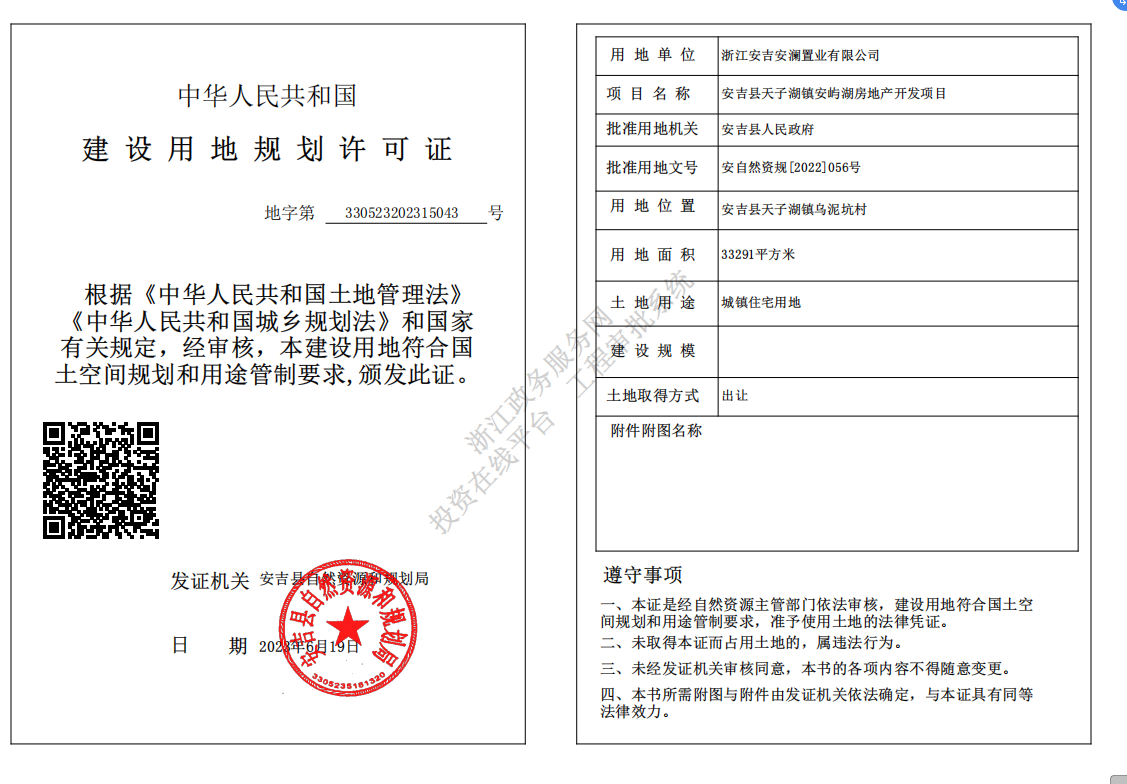 中华人民共和国
建设用地规划许可证
地字第 330523202315043 号
根据《中华人民共和国土地管理法》
《中华人民共和国城乡规划法》和国家
有关规定，经审核，本建设用地符合国
土空间规划和用途管制要求,颁发此证。
发证机关 安吉县自然资源和规划局
日 期 2023年6月19日
安吉县自然资源和规划局
3305235161320
浙江政务服务网
投资在线平台 工程审批系统
用地单位 浙江安吉安澜置业有限公司
项目名称 安吉县天子湖镇安屿湖房地产开发项目
批准用地机关 安吉县人民政府
批准用地文号 安自然资规[2022]056号
用地位置 安吉县天子湖镇乌泥坑村
用地面积 33291平方米
土地用途 城镇住宅用地
建设规模
土地取得方式 出让
附件附图名称
遵守事项
一、本证是经自然资源主管部门依法审核，建设用地符合国土空
间规划和用途管制要求，准予使用土地的法律凭证。
二、未取得本证而占用土地的，属违法行为。
三、未经发证机关审核同意，本书的各项内容不得随意变更。
四、本书所需附图与附件由发证机关依法确定，与本证具有同等
法律效力。